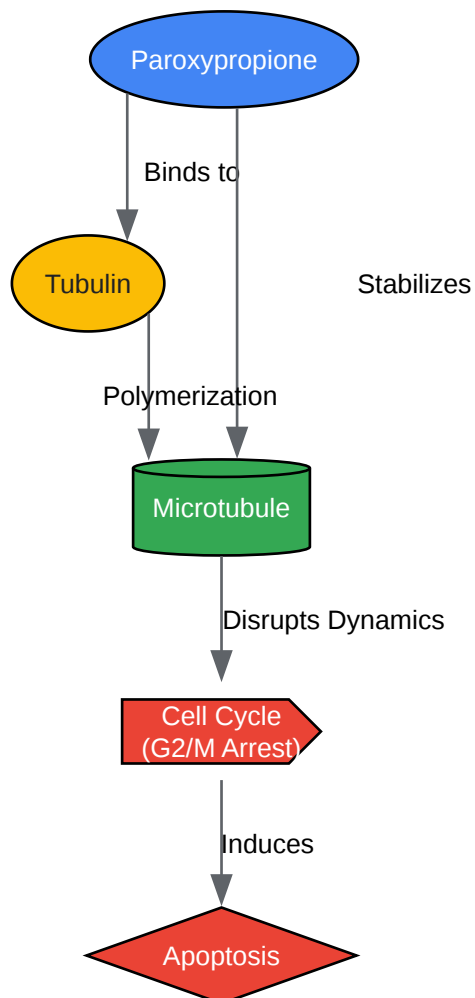 Paroxypropione
Binds to
Tubulin
Stabilizes
Polymerization
Microtubule
Disrupts Dynamics
Cell Cycle
(G2/M Arrest)
Induces
Apoptosis